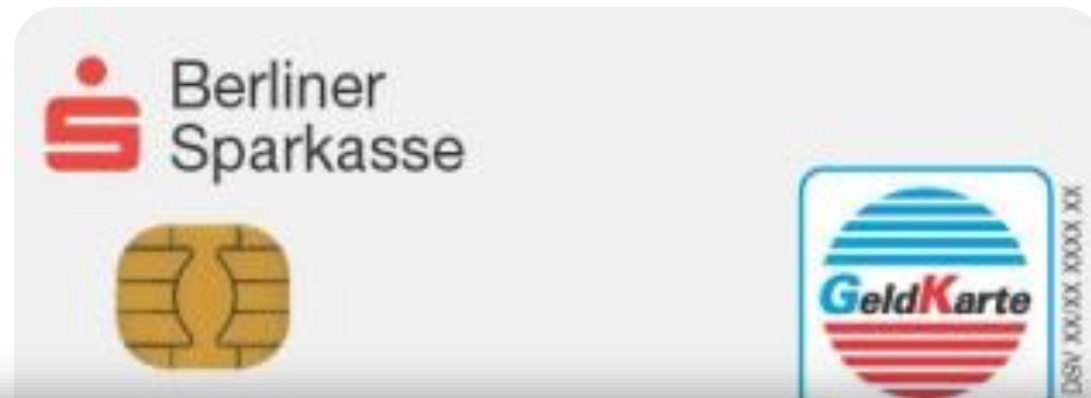 Berliner
Sparkasse
GeldKarte
DSV XX/XX XXXX XX